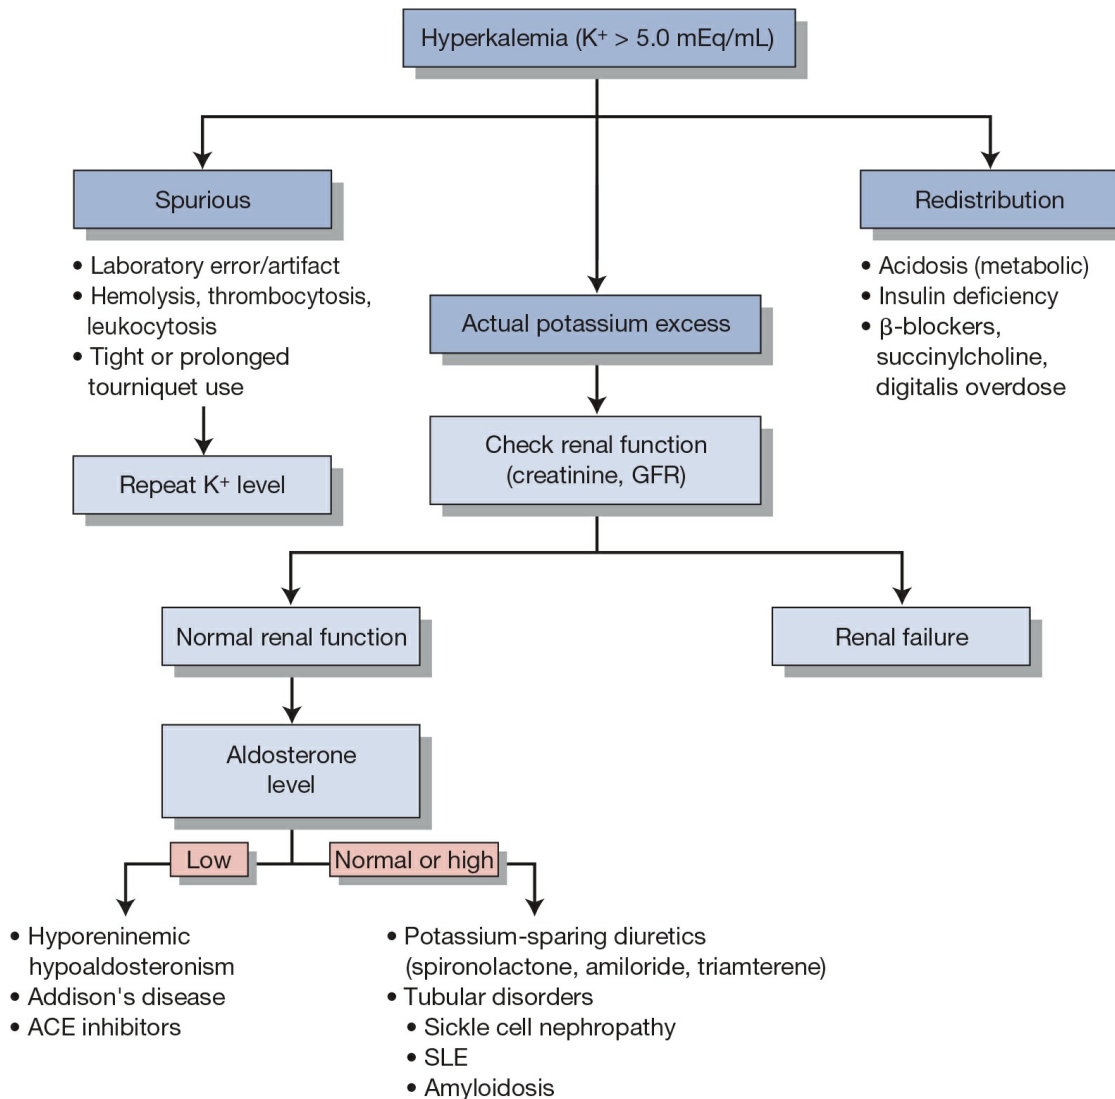 Hyperkalemia (K⁺ > 5.0 mEq/mL)
Spurious
• Laboratory error/artifact
• Hemolysis, thrombocytosis,
leukocytosis
• Tight or prolonged
tourniquet use
Repeat K⁺ level
Actual potassium excess
Check renal function
(creatinine, GFR)
Redistribution
• Acidosis (metabolic)
• Insulin deficiency
• β-blockers,
succinylcholine,
digitalis overdose
Normal renal function
Renal failure
Aldosterone
level
Low
Normal or high
• Hyporeninemic
hypoaldosteronism
• Addison's disease
• ACE inhibitors
• Potassium-sparing diuretics
(spironolactone, amiloride, triamterene)
• Tubular disorders
• Sickle cell nephropathy
• SLE
• Amyloidosis